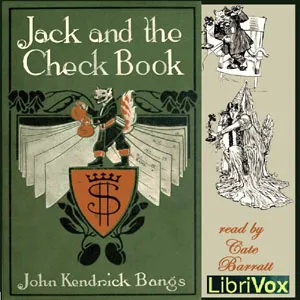 Jack and the
Check Book
$
John Kendrick Bangs
read by
Cate
Barratt
LibriVox